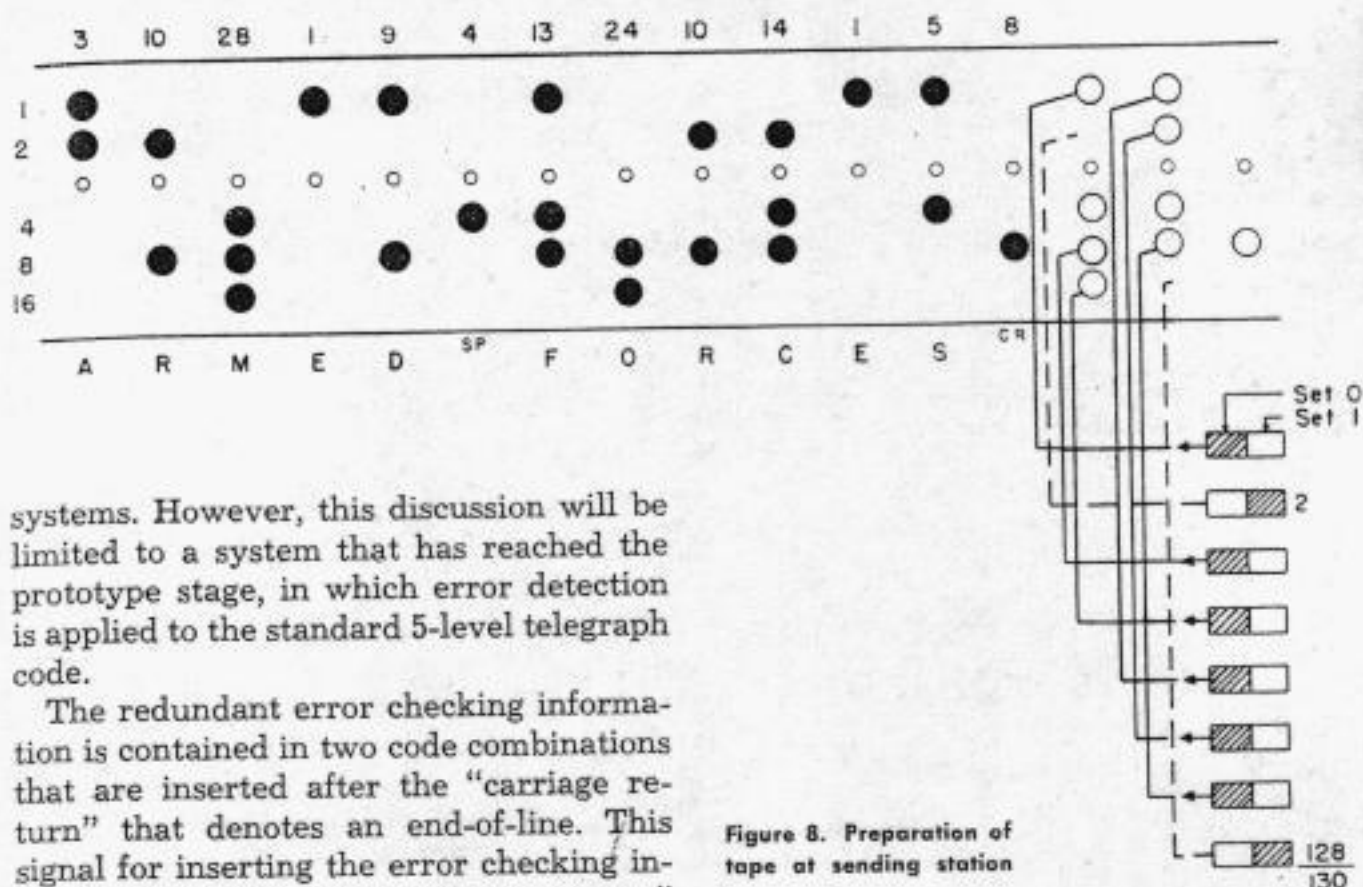 3 10 28 1 9 4 13 24 10 14 1 5 8
1
2
4
8
16
A R M E D SP F O R C E S CR
Set 0
Set 1
2
128
130
systems. However, this discussion will be
limited to a system that has reached the
prototype stage, in which error detection
is applied to the standard 5-level telegraph
code.
The redundant error checking informa-
tion is contained in two code combinations
that are inserted after the “carriage re-
turn” that denotes an end-of-line. This
signal for inserting the error checking in-
Figure 8. Preparation of
tape at sending station